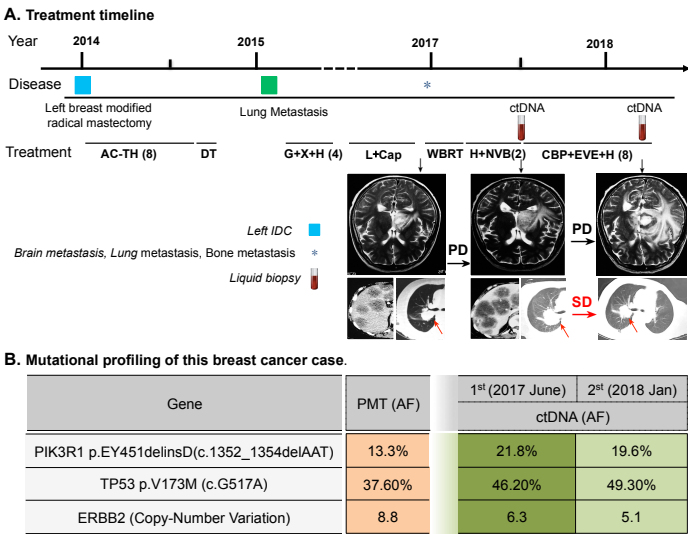 A. Treatment timeline
Year
2014
2015
2017
2018
Disease
*
Left breast modified
radical mastectomy
Lung Metastasis
ctDNA
ctDNA
Treatment
AC-TH (8)
DT
G+X+H (4)
L+Cap
WBRT
H+NVB(2)
CBP+EVE+H (8)
Left IDC
Brain metastasis, Lung metastasis, Bone metastasis
*
Liquid biopsy
PD
PD
SD
B. Mutational profiling of this breast cancer case.
Gene
PMT (AF)
1st (2017 June)
2st (2018 Jan)
ctDNA (AF)
PIK3R1 p.EY451delinsD(c.1352_1354delAAT)
13.3%
21.8%
19.6%
TP53 p.V173M (c.G517A)
37.60%
46.20%
49.30%
ERBB2 (Copy-Number Variation)
8.8
6.3
5.1